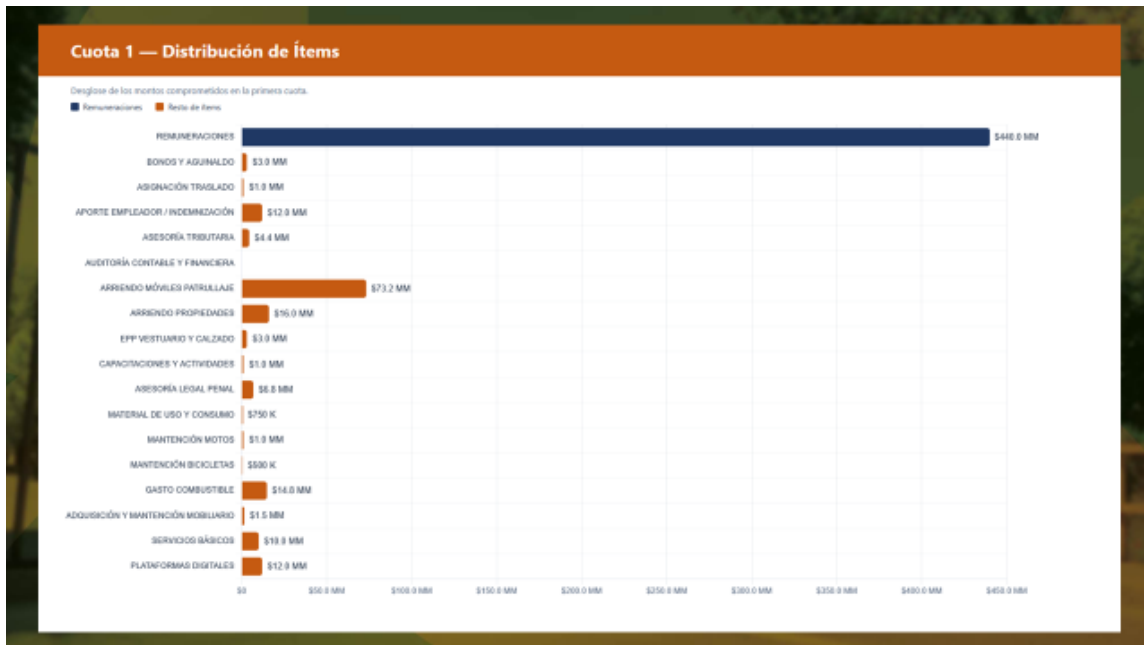 Cuota 1 — Distribución de Ítems
Desglose de los montos comprometidos en la primera cuota.
Remuneraciones Resto de ítems
REMUNERACIONES $440.0 MM
BONOS Y AGUINALDO $3.0 MM
ASIGNACIÓN TRASLADO $1.0 MM
APORTE EMPLEADOR / INDEMNIZACIÓN $12.0 MM
ASESORÍA TRIBUTARIA $4.4 MM
AUDITORÍA CONTABLE Y FINANCIERA
ARRIENDO MÓVILES PATRULLAJE $73.2 MM
ARRIENDO PROPIEDADES $16.0 MM
EPP VESTUARIO Y CALZADO $3.0 MM
CAPACITACIONES Y ACTIVIDADES $1.0 MM
ASESORÍA LEGAL PENAL $6.8 MM
MATERIAL DE USO Y CONSUMO $750 K
MANTENCIÓN MOTOS $1.0 MM
MANTENCIÓN BICICLETAS $500 K
GASTO COMBUSTIBLE MM
ADQUISICIÓN Y MANTENCIÓN MOBILIARIO $1.5 MM
SERVICIOS BÁSICOS $10.0 MM
PLATAFORMAS DIGITALES $12.0 MM
$0 $50.0 MM $100.0 MM $150.0 MM $200.0 MM $250.0 MM $300.0 MM $350.0 MM $400.0 MM $450.0 MM